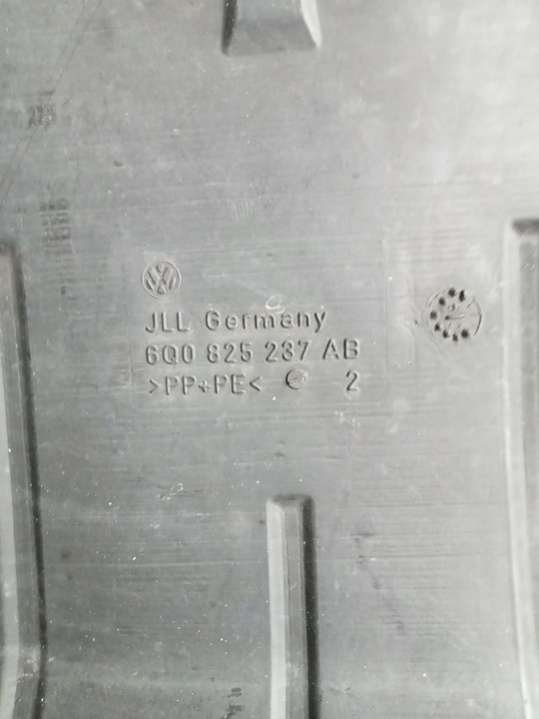 JLL Germany
6Q0 825 237 AB
>PP+PE< 2